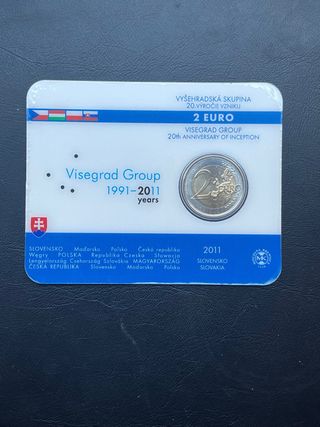 VYŠEHRADSKÁ SKUPINA
20. VÝROČIE VZNIKU
2 EURO
VISEGRAD GROUP
20th ANNIVERSARY OF INCEPTION
Visegrad Group
1991–2011
years
2
SLOVENSKO Maďarsko Poľsko Česká republika
Węgry POLSKA Republika Czeska Słowacja
Lengyelország Csehország Szlovákia MAGYARORSZÁG
ČESKÁ REPUBLIKA Slovensko Maďarsko Polsko
2011
SLOVENSKO
SLOVAKIA
MK